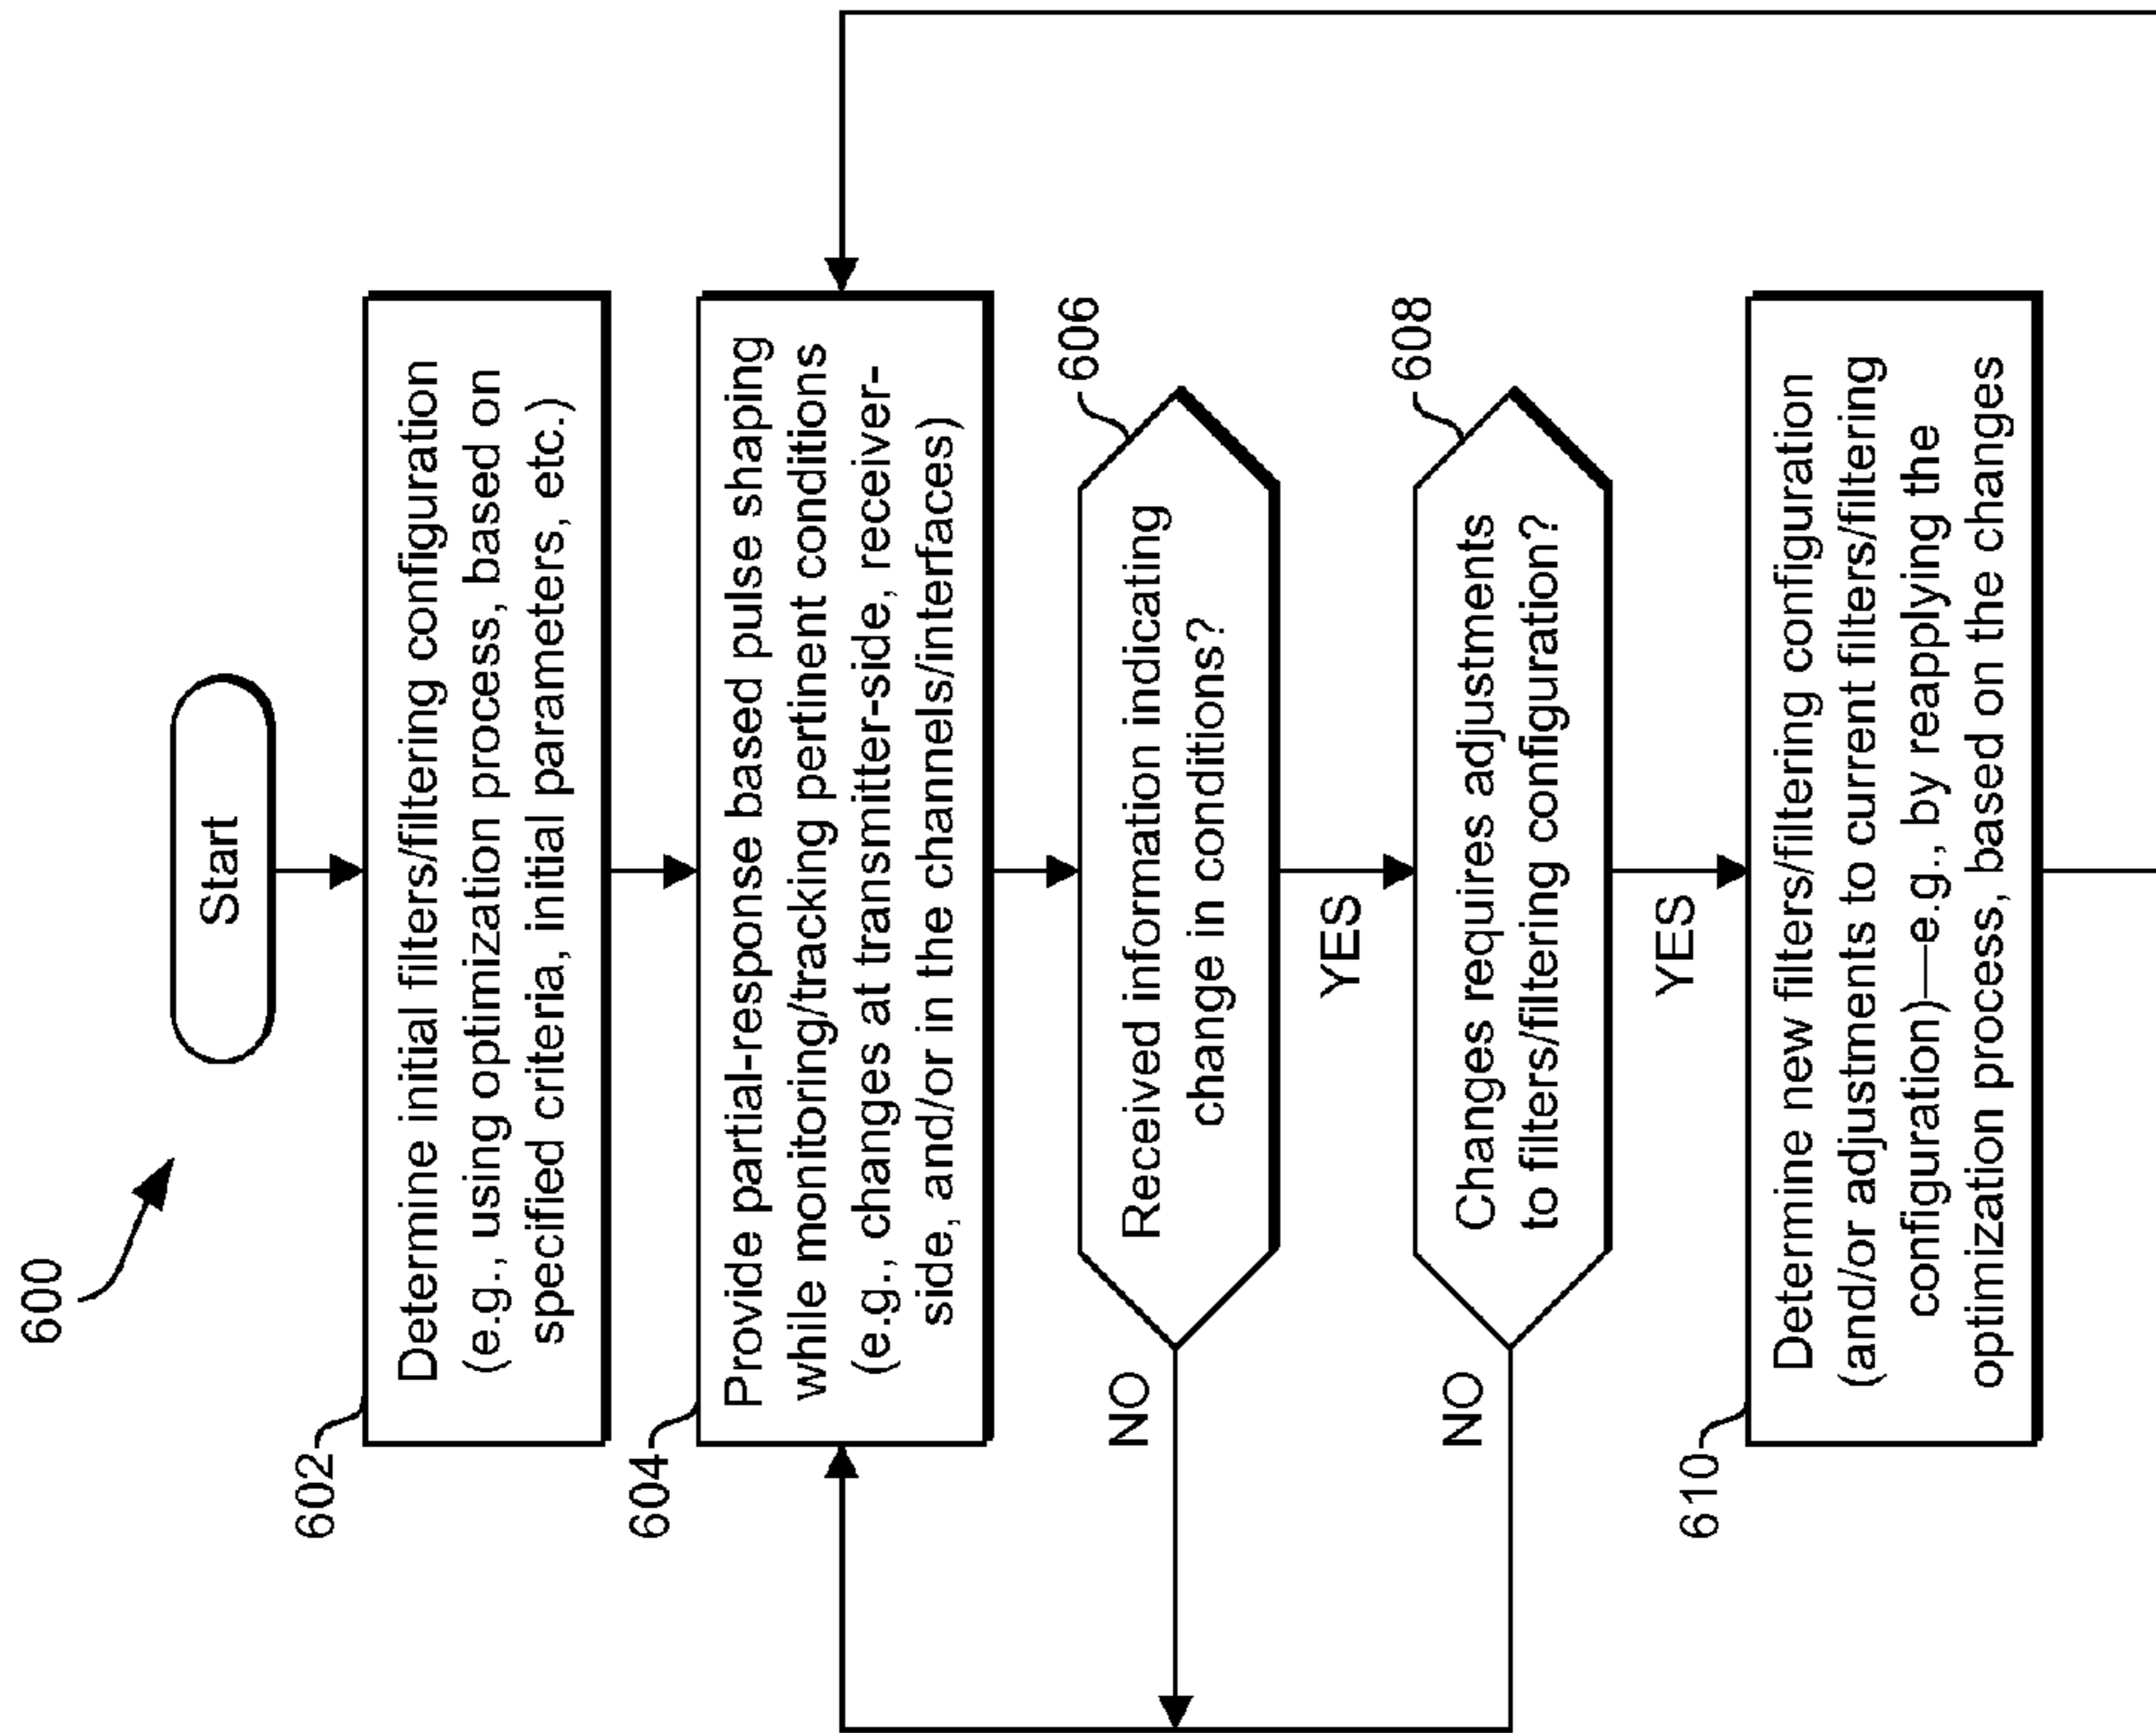 600
Start
602
Determine initial filters/filtering configuration
(e.g., using optimization process, based on
specified criteria, initial parameters, etc.)
604
Provide partial-response based pulse shaping
while monitoring/tracking pertinent conditions
(e.g., changes at transmitter-side, receiver-
side, and/or in the channels/interfaces)
606
Received information indicating
change in conditions?
NO
YES
608
Changes requires adjustments
to filters/filtering configuration?
NO
YES
610
Determine new filters/filtering configuration
(and/or adjustments to current filters/filtering
configuration)—e.g., by reapplying the
optimization process, based on the changes